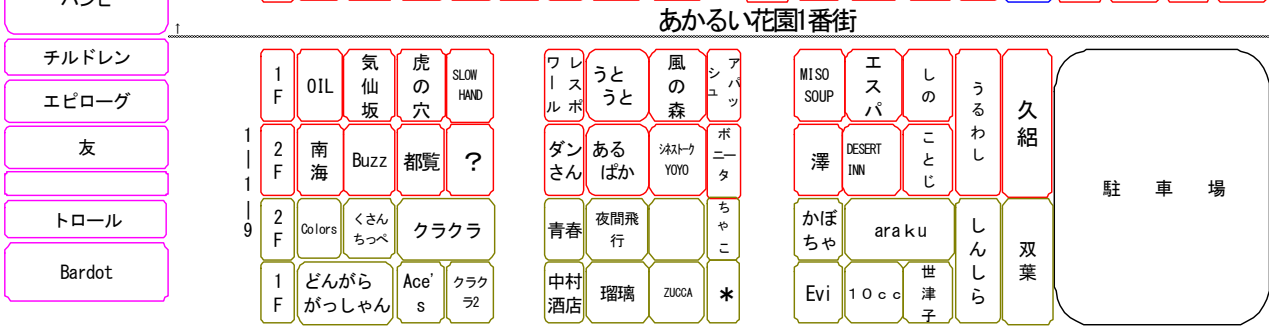 あかるい花園1番街
↑
チルドレン
エピローグ
友
トロール
Bardot
1-1-9
1F
OIL
気仙坂
虎の穴
SLOW
HAND
レスポワール
うと
うと
風の森
アパッシュ
MISO
SOUP
エスパ
しの
うるわし
久絽
2F
南海
Buzz
都覧
?
ダン
さん
ある
ぱか
シネストーク
YOYO
ボニータ
澤
DESERT
INN
ことじ
駐車場
2F
Colors
くさん
ちっぺ
クラクラ
青春
夜間飛
行
ちゃこ
かぼ
ちゃ
araku
しんしら
双葉
1F
どんがら
がっしゃん
Ace'
s
クラク
ラ2
中村
酒店
瑠璃
ZUCCA
*
Evi
10cc
世津子